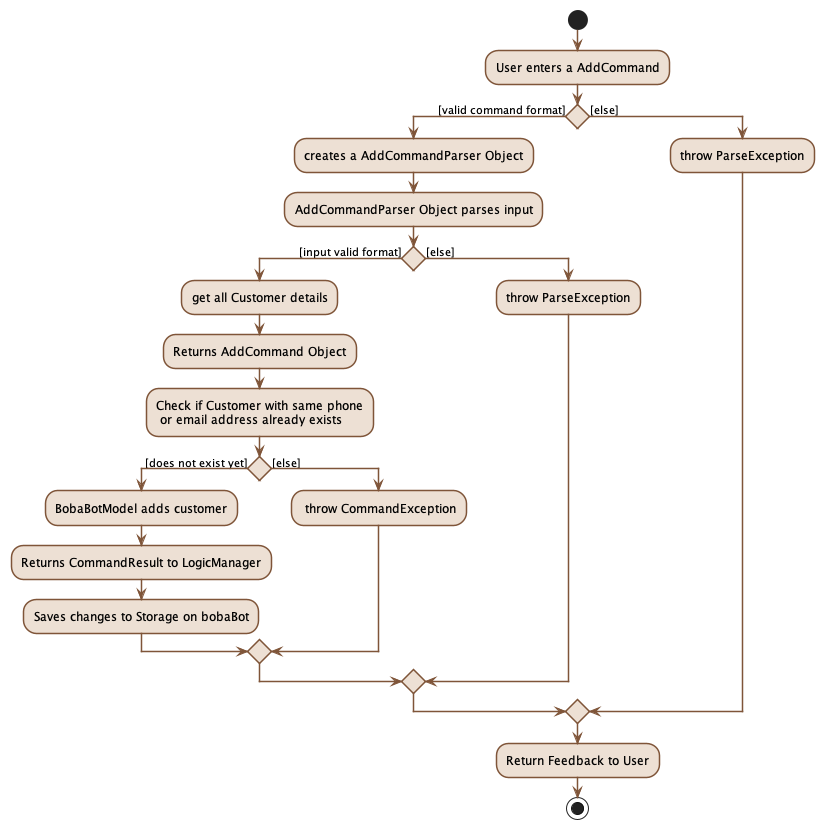 User enters a AddCommand
[valid command format]
[else]
creates a AddCommandParser Object
throw ParseException
AddCommandParser Object parses input
[input valid format]
[else]
get all Customer details
throw ParseException
Returns AddCommand Object
Check if Customer with same phone
or email address already exists
[does not exist yet]
[else]
BobaBotModel adds customer
throw CommandException
Returns CommandResult to LogicManager
Saves changes to Storage on bobaBot
Return Feedback to User